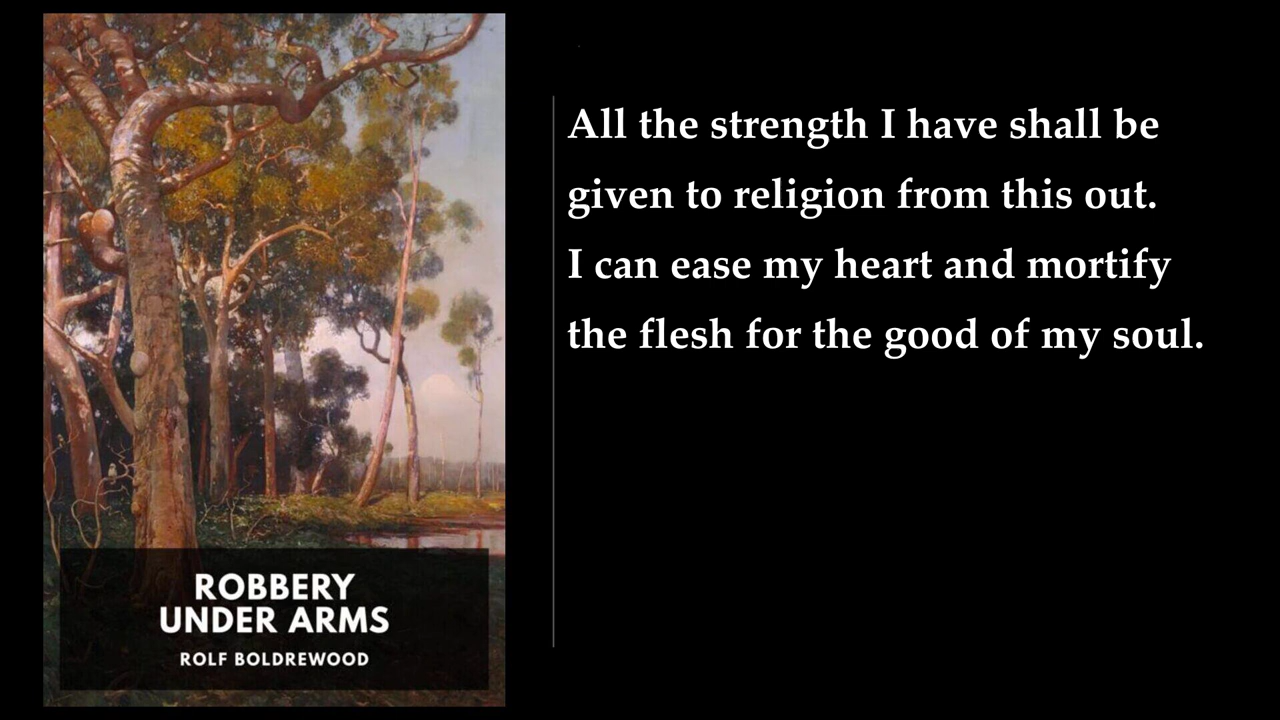 ROBBERY
UNDER ARMS
ROLF BOLDREWOOD
All the strength I have shall be
given to religion from this out.
I can ease my heart and mortify
the flesh for the good of my soul.